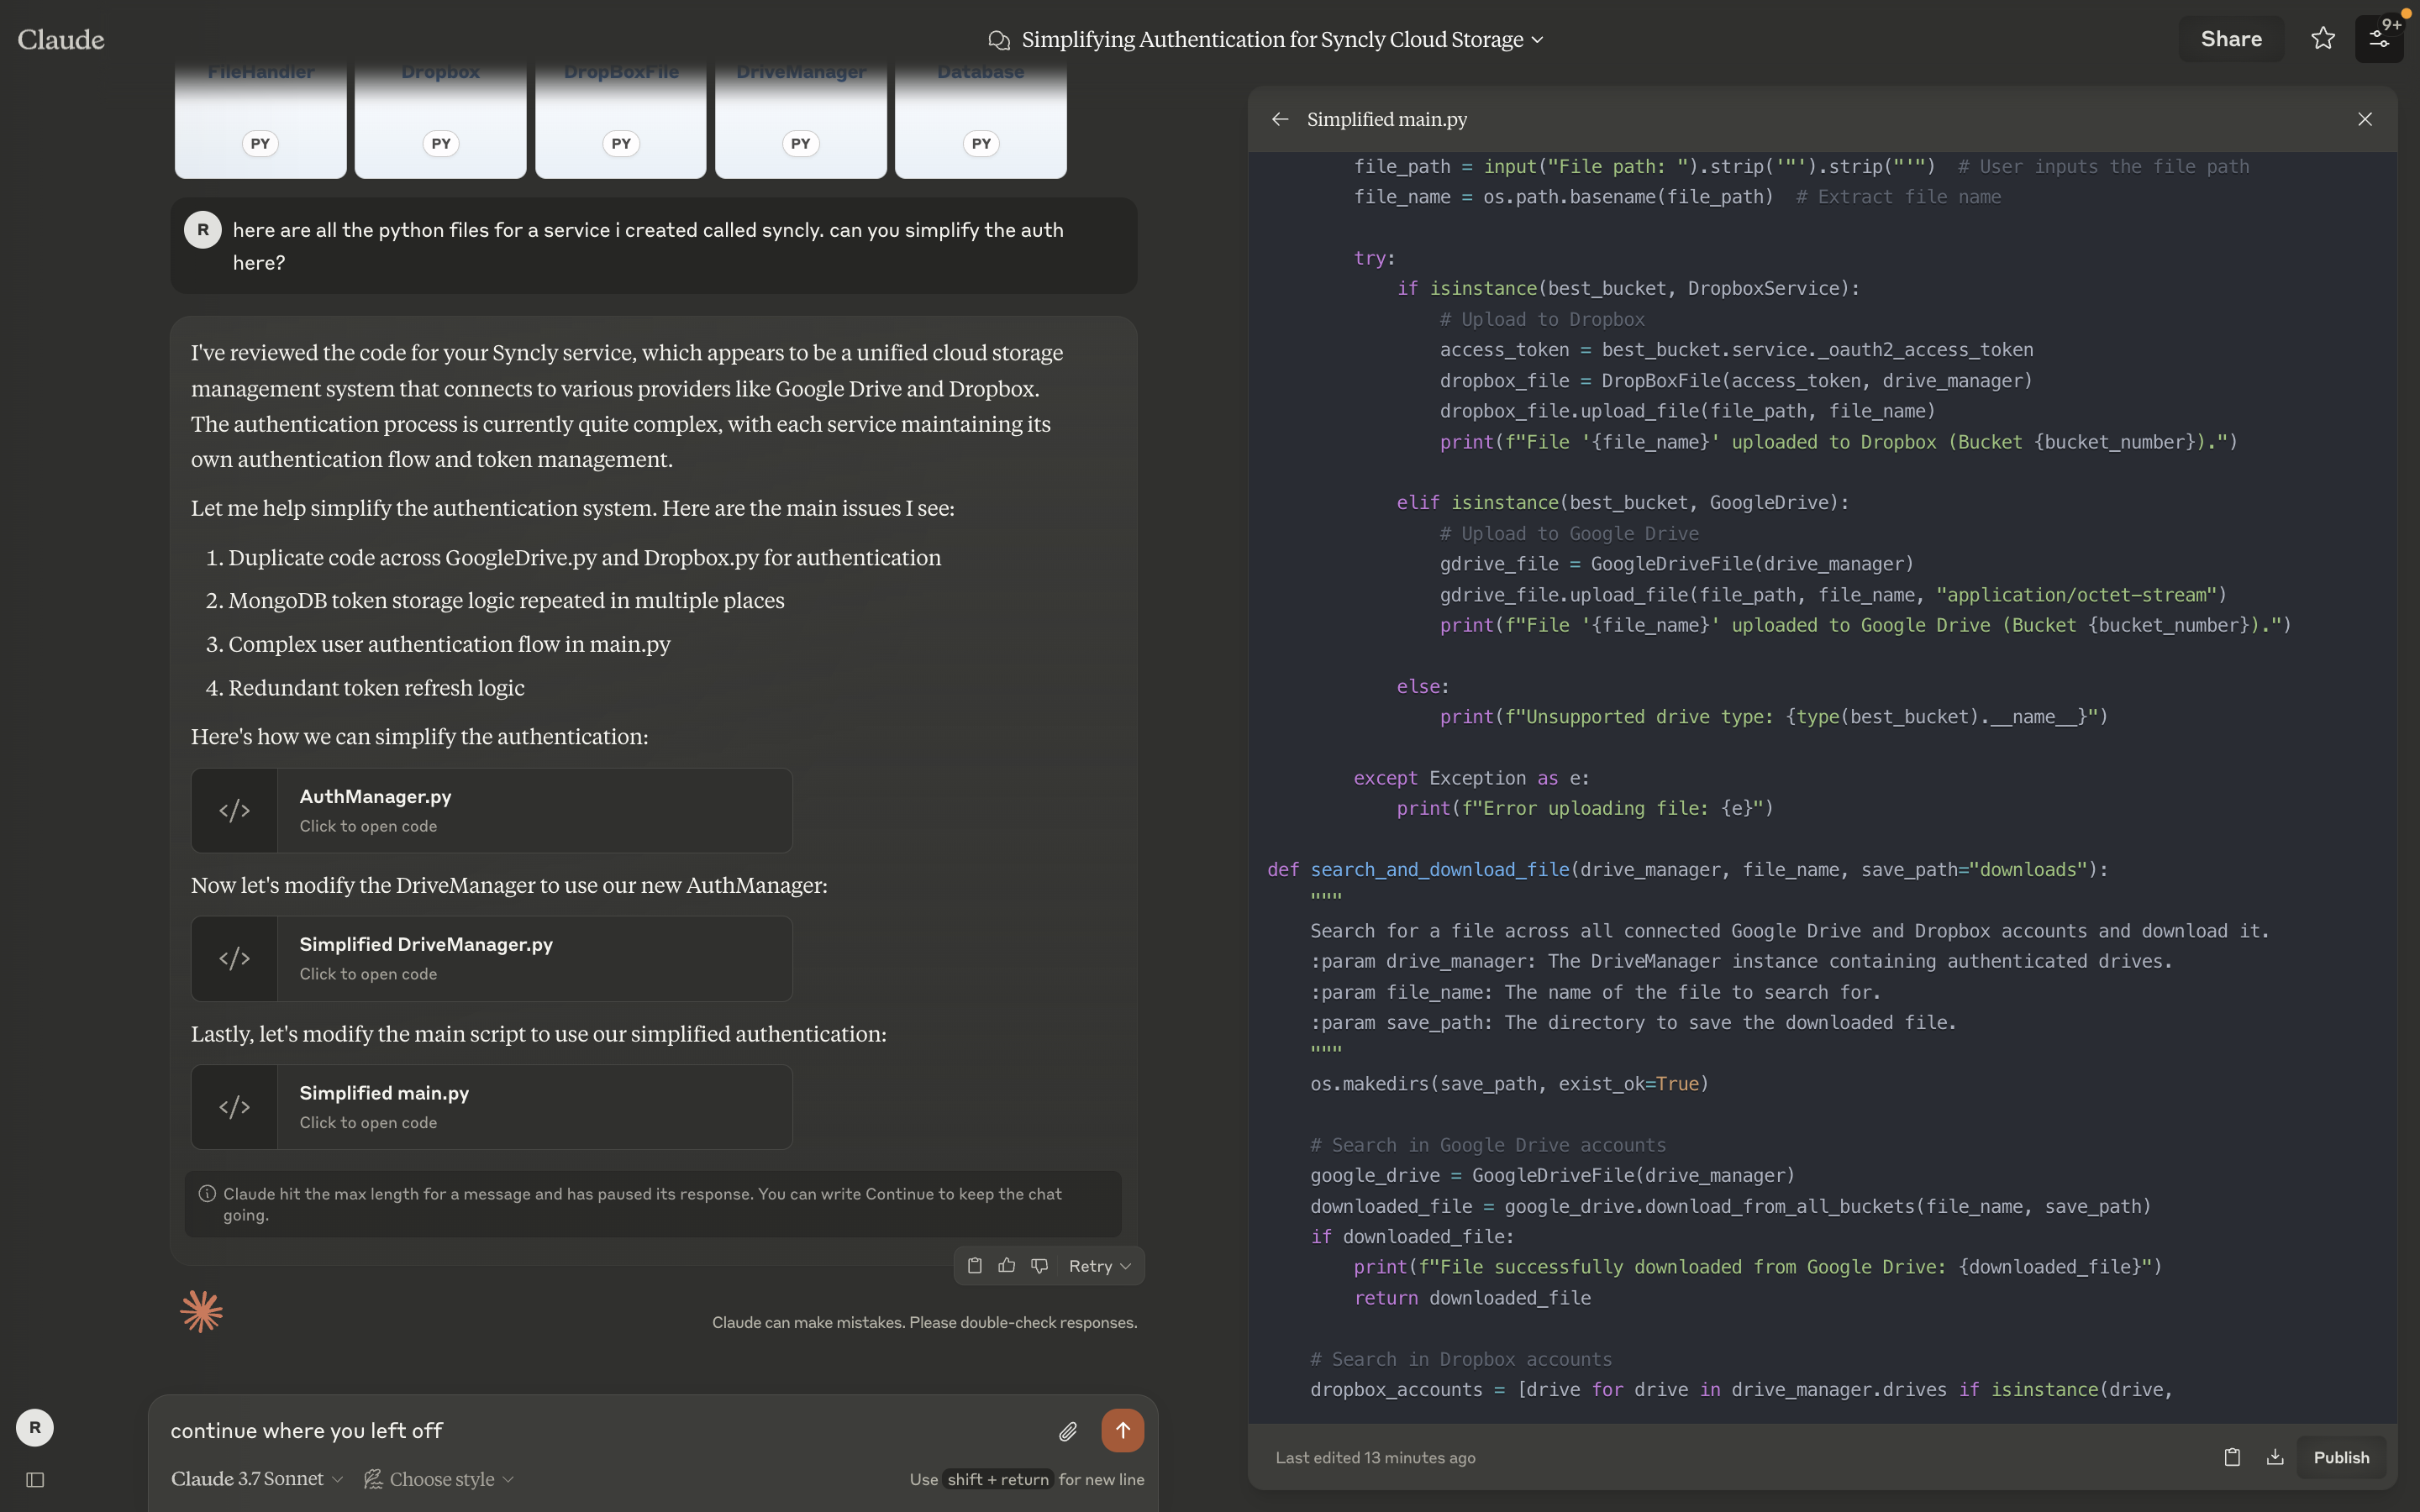 Claude
Simplifying Authentication for Syncly Cloud Storage
Share
9+
FileHandler Dropbox DropBoxFile DriveManager Database
PY PY PY PY PY
R
here are all the python files for a service i created called syncly. can you simplify the auth
here?
I've reviewed the code for your Syncly service, which appears to be a unified cloud storage
management system that connects to various providers like Google Drive and Dropbox.
The authentication process is currently quite complex, with each service maintaining its
own authentication flow and token management.
Let me help simplify the authentication system. Here are the main issues I see:
1. Duplicate code across GoogleDrive.py and Dropbox.py for authentication
2. MongoDB token storage logic repeated in multiple places
3. Complex user authentication flow in main.py
4. Redundant token refresh logic
Here's how we can simplify the authentication:
</>
AuthManager.py
Click to open code
Now let's modify the DriveManager to use our new AuthManager:
</>
Simplified DriveManager.py
Click to open code
Lastly, let's modify the main script to use our simplified authentication:
</>
Simplified main.py
Click to open code
Claude hit the max length for a message and has paused its response. You can write Continue to keep the chat
going.
Retry
Claude can make mistakes. Please double-check responses.
R
continue where you left off
Claude 3.7 Sonnet
Choose style
Use shift + return for new line
Simplified main.py
        file_path = input("File path: ").strip('"').strip("'")  # User inputs the file path
        file_name = os.path.basename(file_path)  # Extract file name
        try:
            if isinstance(best_bucket, DropboxService):
                # Upload to Dropbox
                access_token = best_bucket.service._oauth2_access_token
                dropbox_file = DropBoxFile(access_token, drive_manager)
                dropbox_file.upload_file(file_path, file_name)
                print(f"File '{file_name}' uploaded to Dropbox (Bucket {bucket_number}).")
            elif isinstance(best_bucket, GoogleDrive):
                # Upload to Google Drive
                gdrive_file = GoogleDriveFile(drive_manager)
                gdrive_file.upload_file(file_path, file_name, "application/octet-stream")
                print(f"File '{file_name}' uploaded to Google Drive (Bucket {bucket_number}).")
            else:
                print(f"Unsupported drive type: {type(best_bucket).__name__}")
        except Exception as e:
            print(f"Error uploading file: {e}")
def search_and_download_file(drive_manager, file_name, save_path="downloads"):
    """
    Search for a file across all connected Google Drive and Dropbox accounts and download it.
    :param drive_manager: The DriveManager instance containing authenticated drives.
    :param file_name: The name of the file to search for.
    :param save_path: The directory to save the downloaded file.
    """
    os.makedirs(save_path, exist_ok=True)
    # Search in Google Drive accounts
    google_drive = GoogleDriveFile(drive_manager)
    downloaded_file = google_drive.download_from_all_buckets(file_name, save_path)
    if downloaded_file:
        print(f"File successfully downloaded from Google Drive: {downloaded_file}")
        return downloaded_file
    # Search in Dropbox accounts
    dropbox_accounts = [drive for drive in drive_manager.drives if isinstance(drive,
Last edited 13 minutes ago
Publish